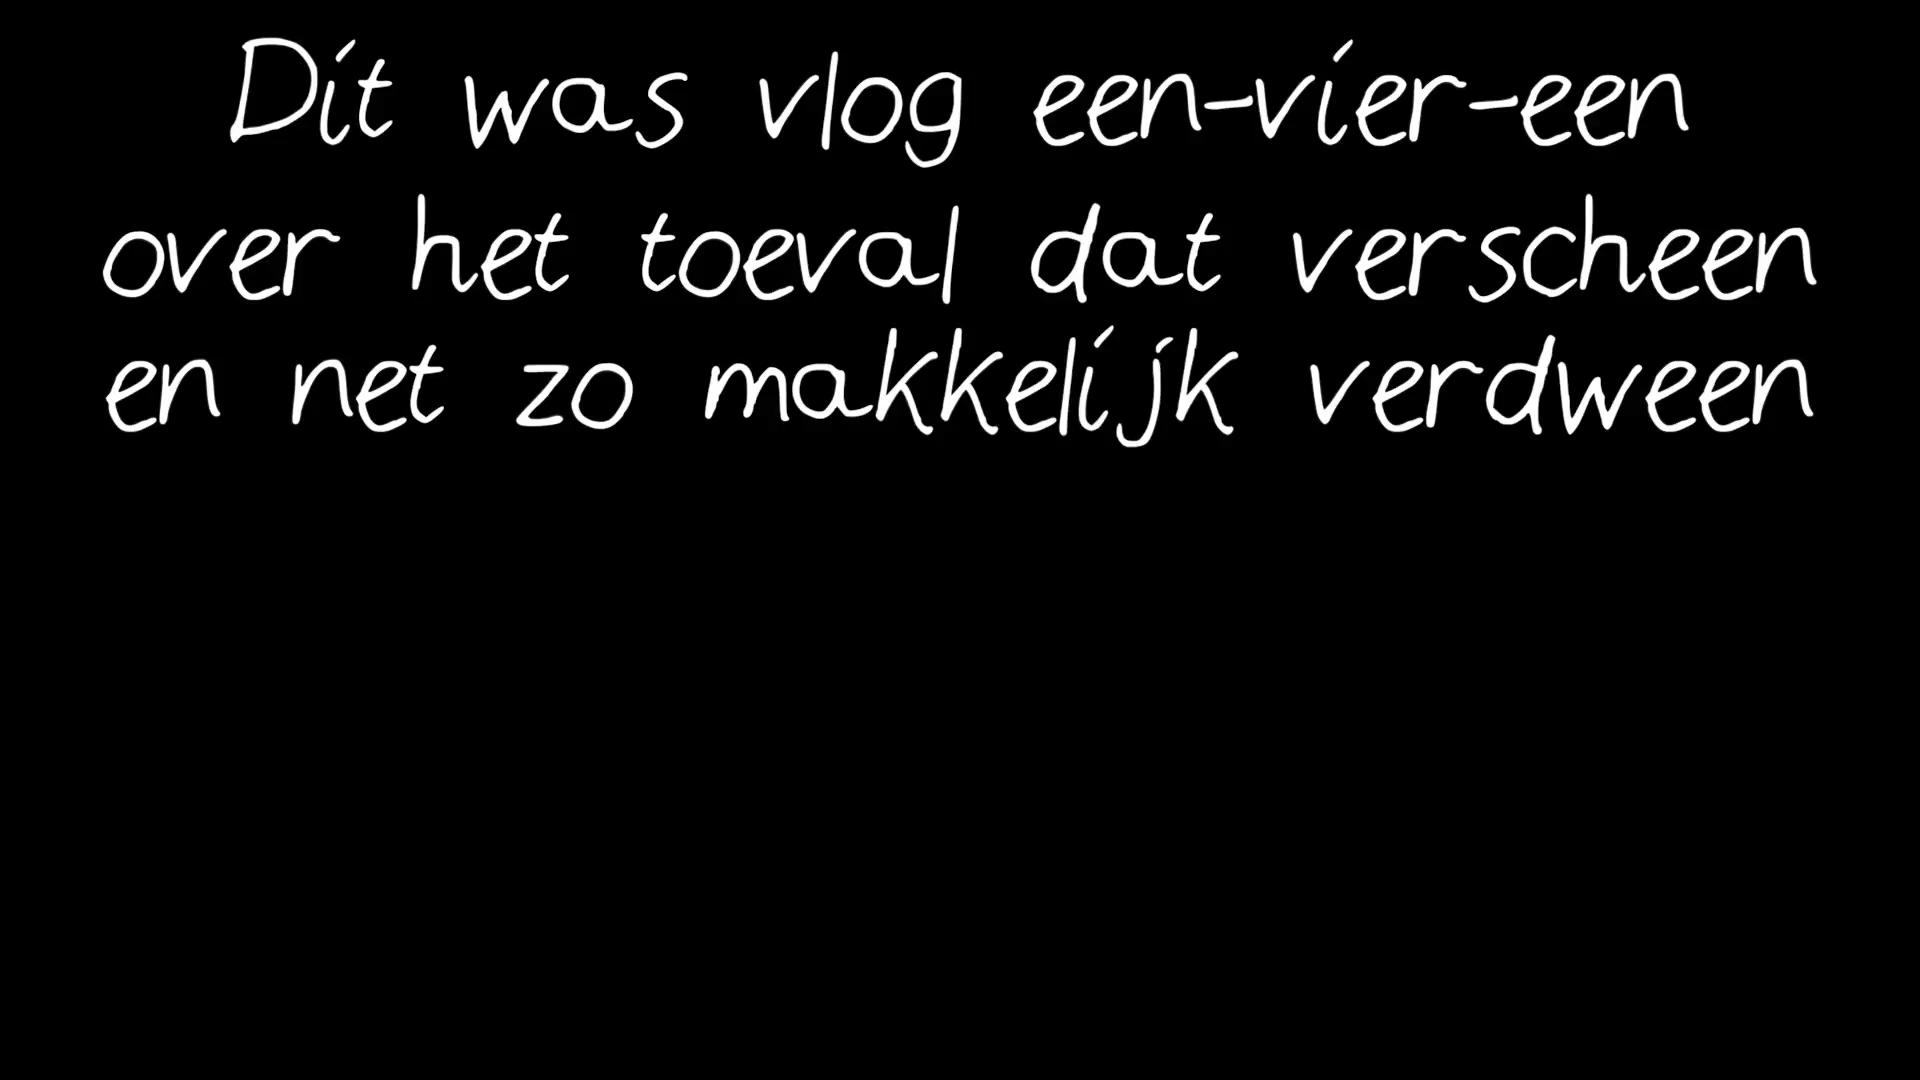 Dit was vlog een-vier-een
over het toeval dat verscheen
en net zo makkelijk verdween